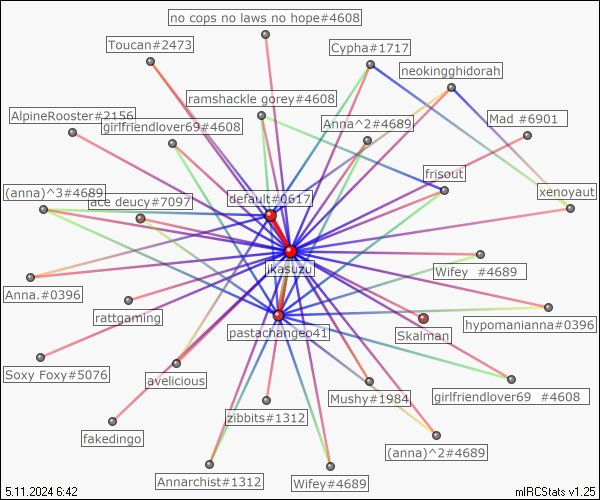 no cops no laws no hope#4608
Toucan#2473
Cypha#1717
neokingghidorah
ramshackle gorey#4608
AlpineRooster#2156
girlfriendlover69#4608
Anna^2#4689
Mad #6901
frisout
(anna)^3#4689
ace deucy#7097
default#0617
xenoyaut
ikasuzu
Wifey #4689
Anna.#0396
rattgaming
pastachangeo41
Skalman
hypomanianna#0396
Soxy Foxy#5076
avelicious
Mushy#1984
girlfriendlover69 #4608
zibbits#1312
fakedingo
(anna)^2#4689
Annarchist#1312
Wifey#4689
5.11.2024 6:42
mIRCStats v1.25